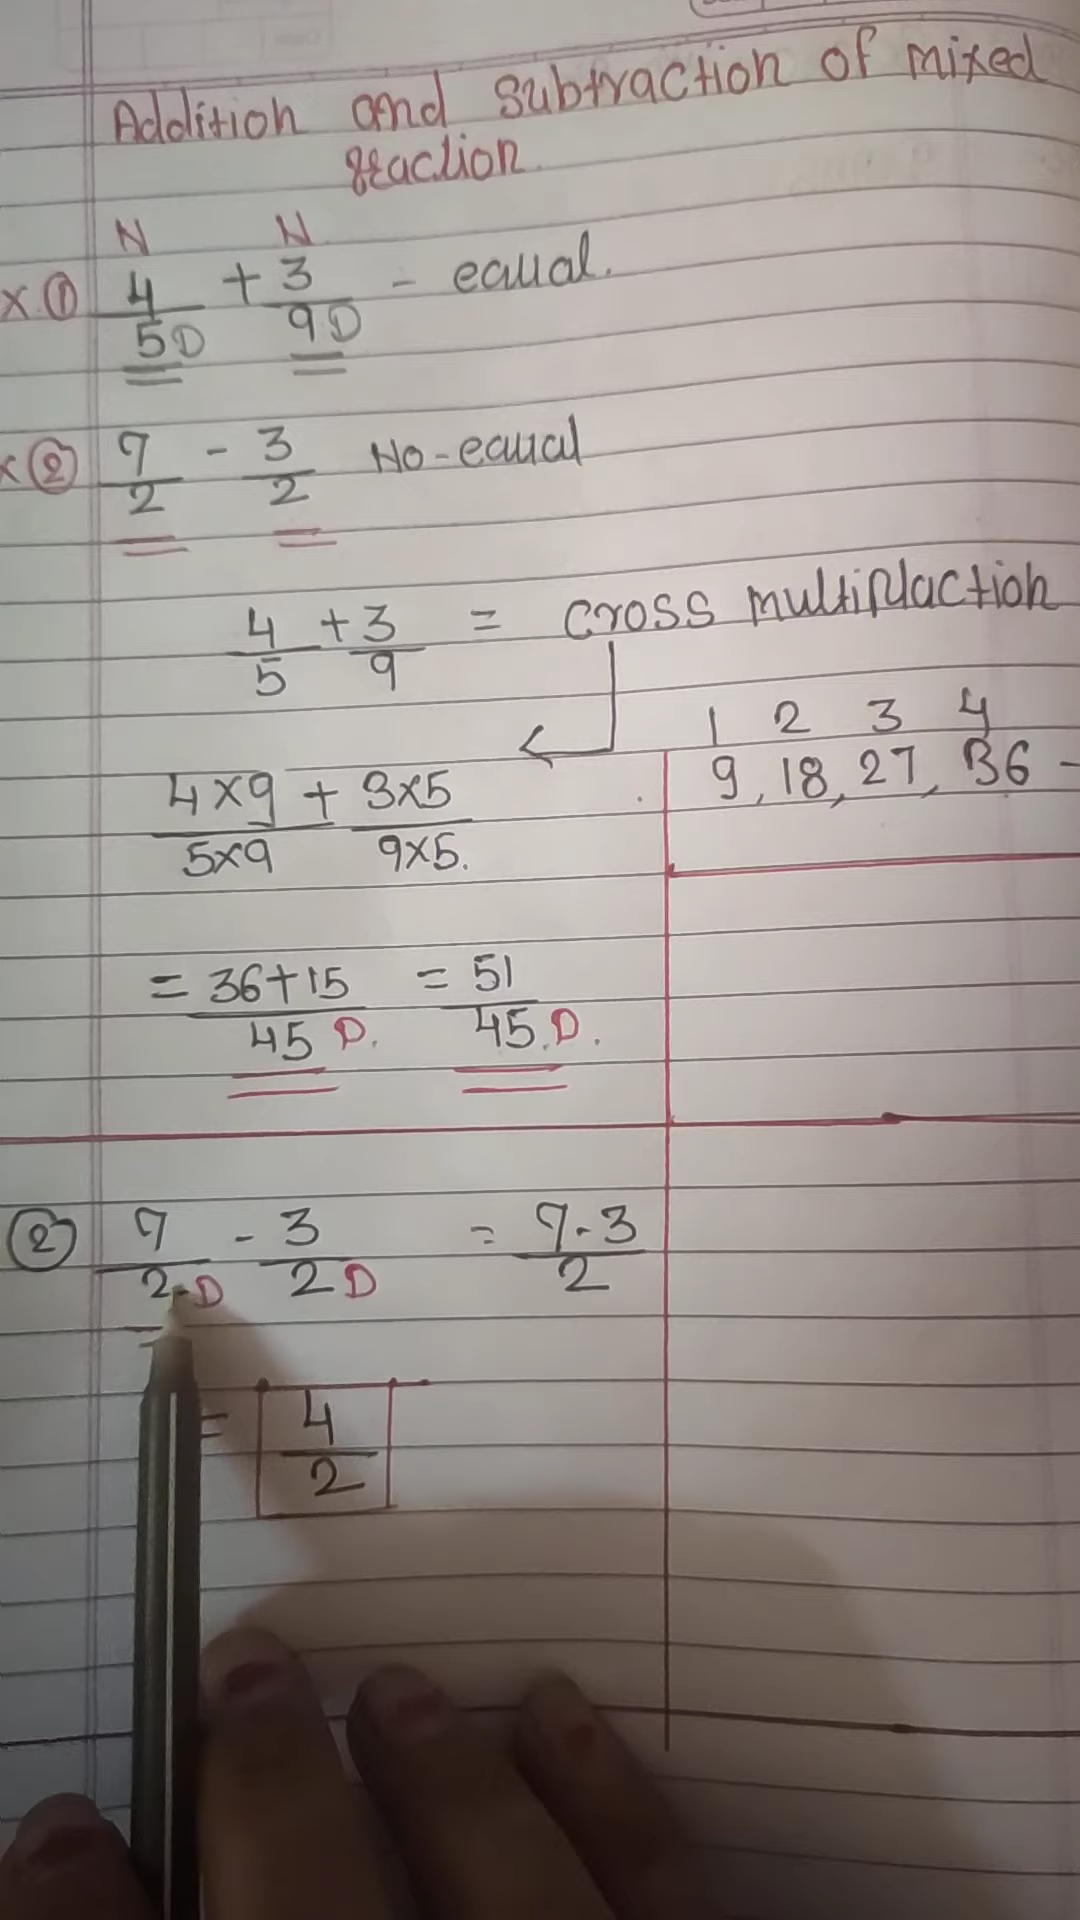 Addition and subtraction of mixed
fraction.
N N
x.① 4/5D + 3/9D - equal.
x② 7/2 - 3/2 No-equal
4/5 + 3/9 = cross multiplaction
1 2 3 4
9, 18, 27, 36 -
4x9/5x9 + 3x5/9x5.
= 36+15/45 D. = 51/45.D.
② 7/2-D - 3/2D = 7-3/2
= 4/2